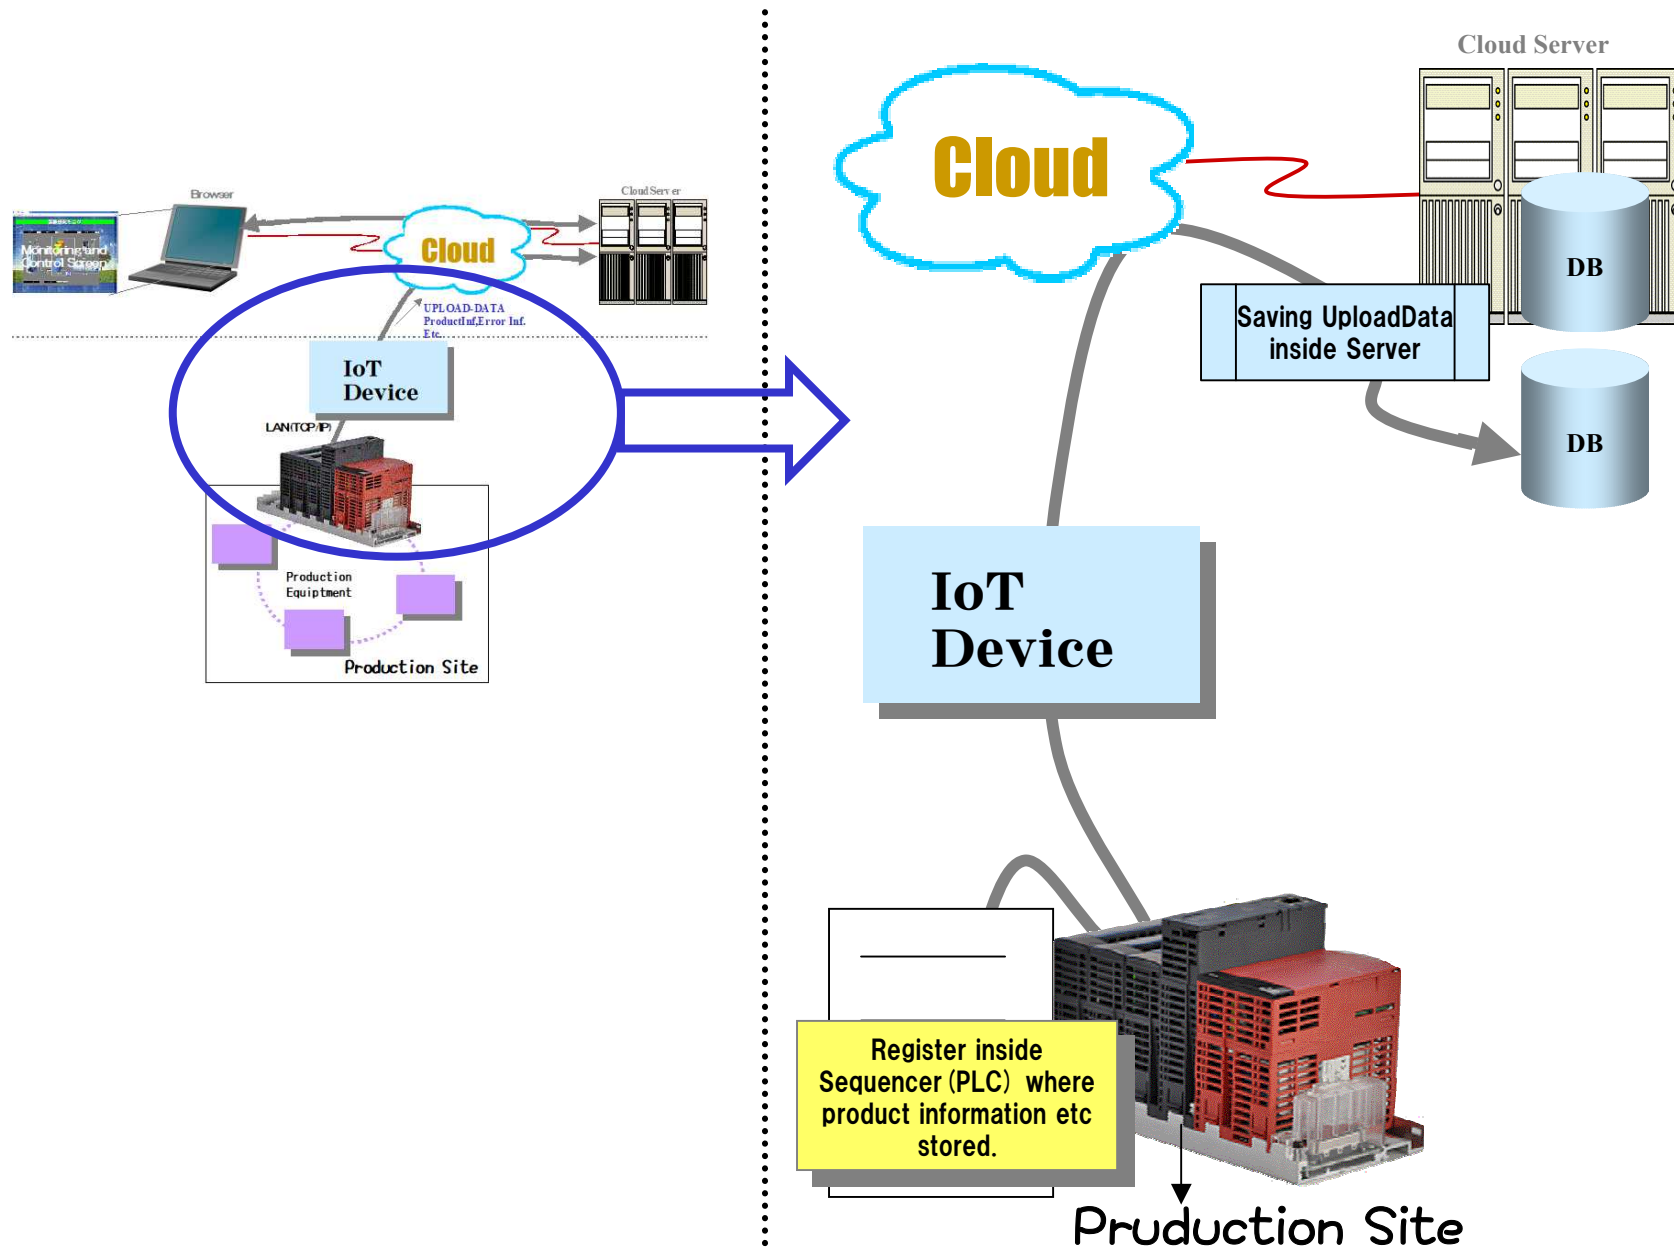 Browser
Cloud Server
Monitoring and
Control Screen
Cloud
UPLOAD-DATA
ProductInf,Error Inf.
Etc.
IoT
Device
LAN(TCP/IP)
Production
Equiptment
Production Site
Cloud Server
Cloud
DB
Saving UploadData
inside Server
DB
IoT
Device
Register inside
Sequencer(PLC) where
product information etc
stored.
Pruduction Site